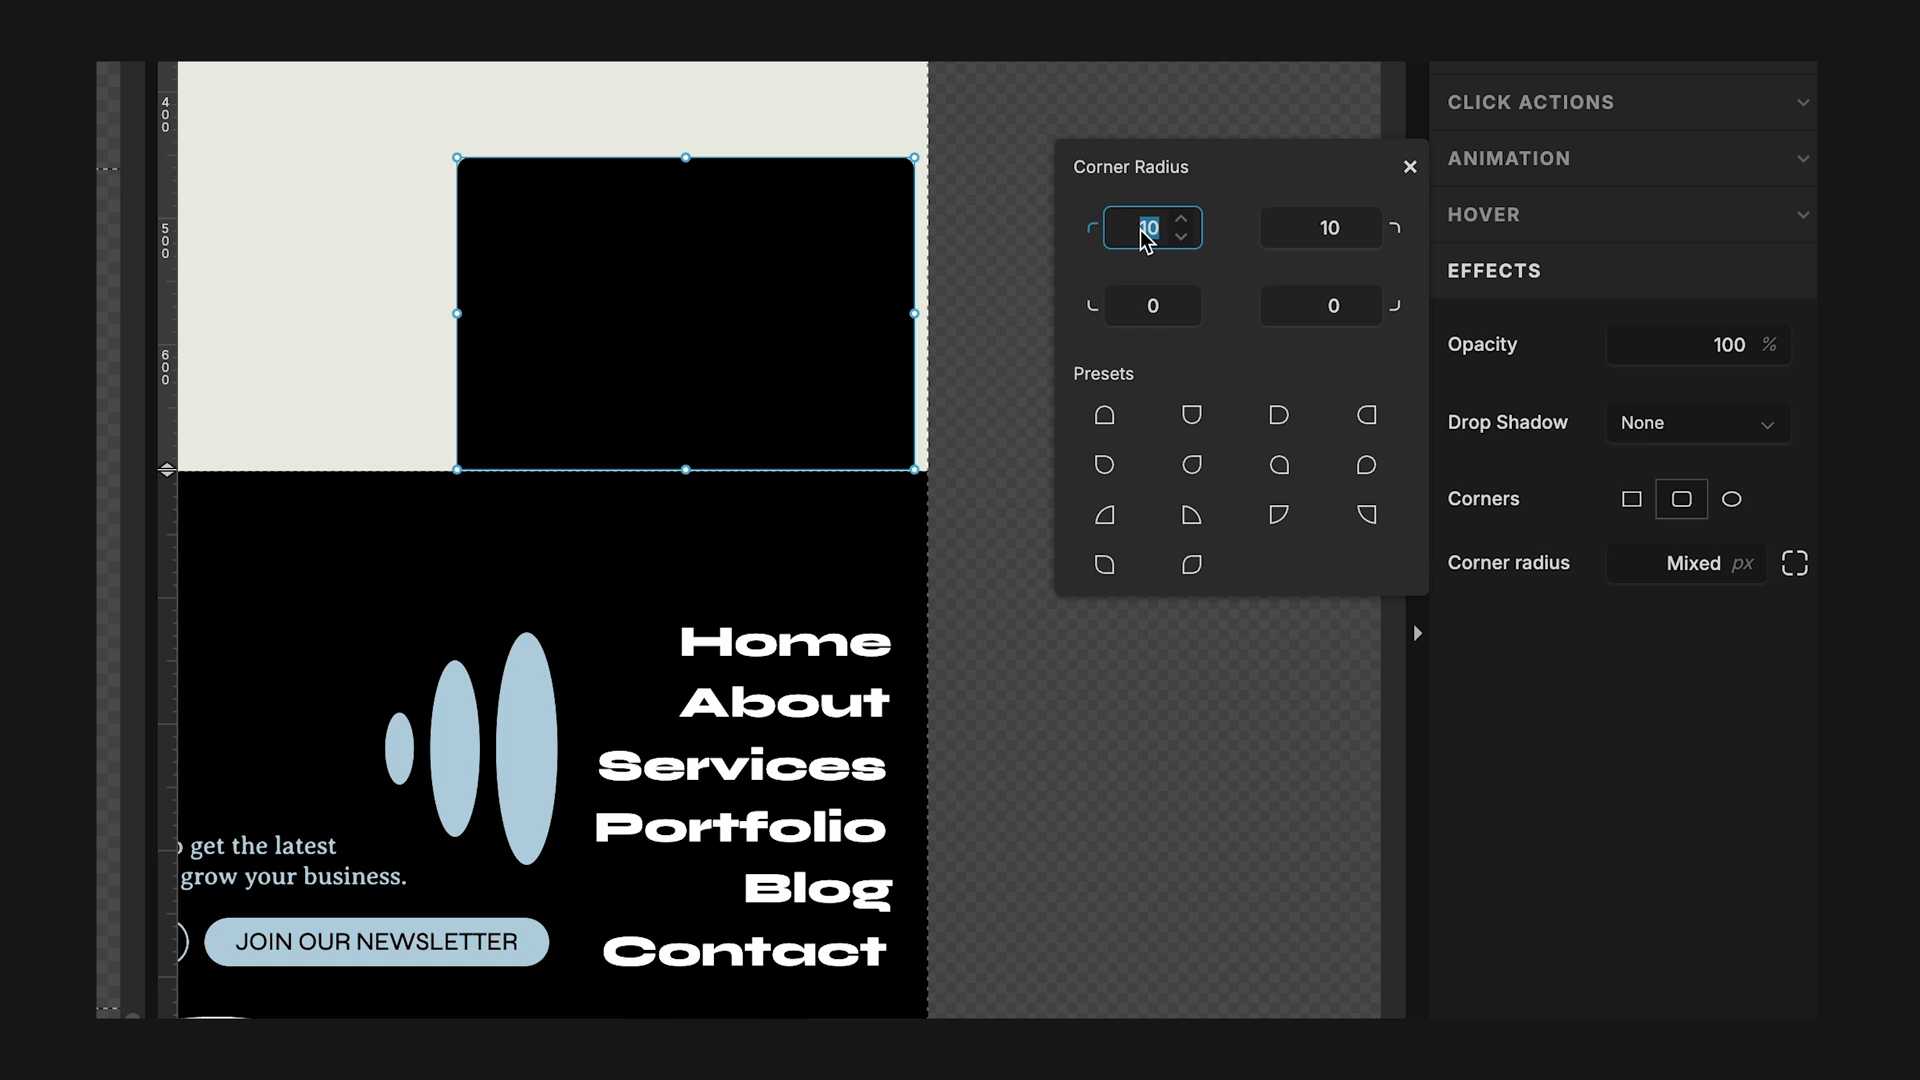 400
500
600
Home
About
Services
Portfolio
Blog
Contact
get the latest
grow your business.
JOIN OUR NEWSLETTER
Corner Radius
10
10
0
0
Presets
CLICK ACTIONS
ANIMATION
HOVER
EFFECTS
Opacity
100 %
Drop Shadow
None
Corners
Corner radius
Mixed px